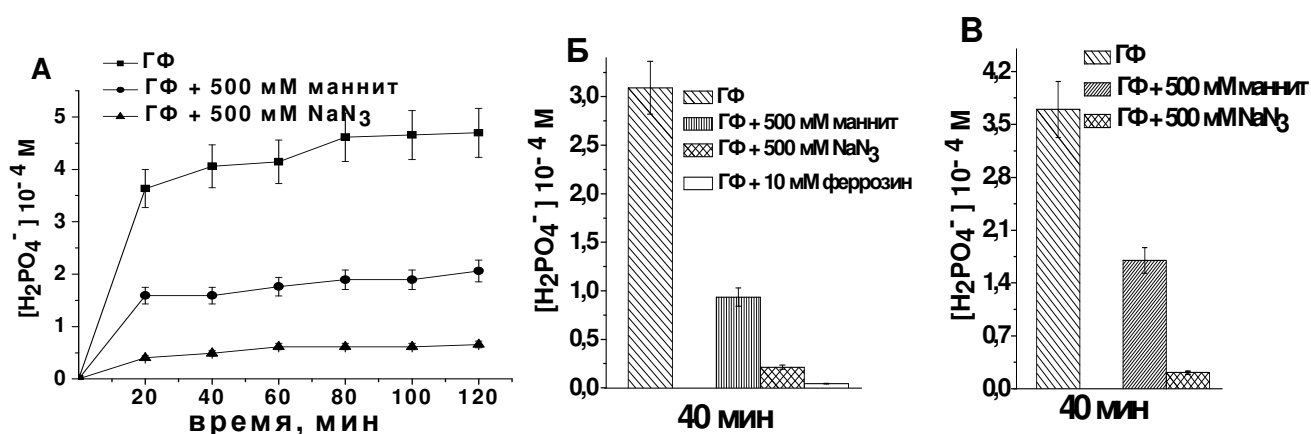 А
ГФ
ГФ + 500 мМ маннит
ГФ + 500 мМ NaN₃
[H₂PO₄⁻] 10⁻⁴ М
5
4
3
2
1
0
20 40 60 80 100 120
время, мин
Б
ГФ
ГФ + 500 мМ маннит
ГФ + 500 мМ NaN₃
ГФ + 10 мМ феррозин
[H₂PO₄⁻] 10⁻⁴ М
3,0
2,5
2,0
1,5
1,0
0,5
0,0
40 мин
В
ГФ
ГФ + 500 мМ маннит
ГФ + 500 мМ NaN₃
[H₂PO₄⁻] 10⁻⁴ М
4,2
3,5
2,8
2,1
1,4
0,7
0,0
40 мин